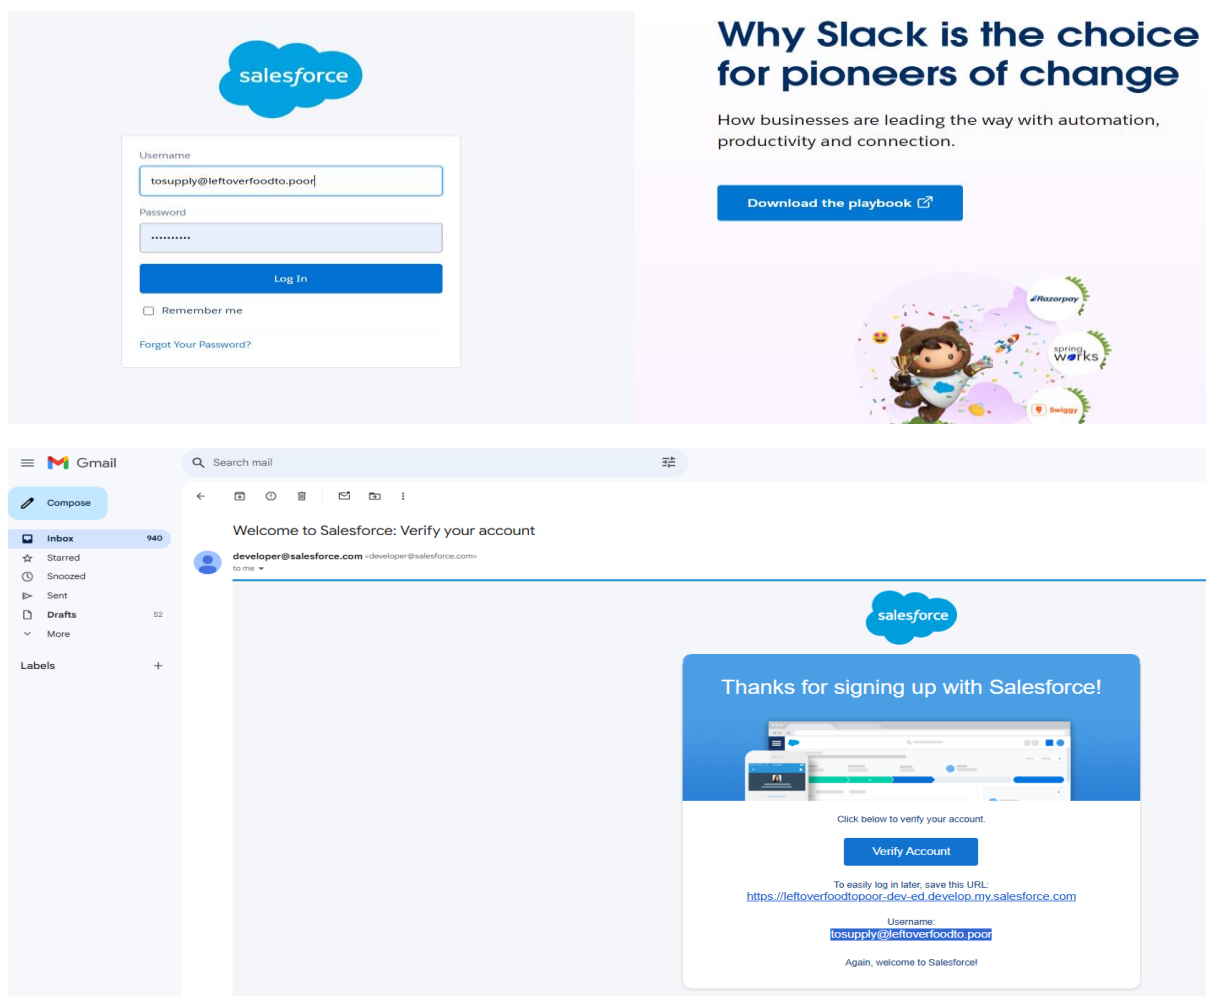 salesforce
Username
tosupply@leftoverfoodto.poor
Password
Log In
Remember me
Forgot Your Password?
Why Slack is the choice
for pioneers of change
How businesses are leading the way with automation,
productivity and connection.
Download the playbook
Razorpay
spring
works
Swiggy
Gmail
Search mail
Compose
Inbox 940
Starred
Snoozed
Sent
Drafts 52
More
Labels
Welcome to Salesforce: Verify your account
developer@salesforce.com <developer@salesforce.com>
to me
salesforce
Thanks for signing up with Salesforce!
Click below to verify your account.
Verify Account
To easily log in later, save this URL:
https://leftoverfoodtopoor-dev-ed.develop.my.salesforce.com
Username:
tosupply@leftoverfoodto.poor
Again, welcome to Salesforce!